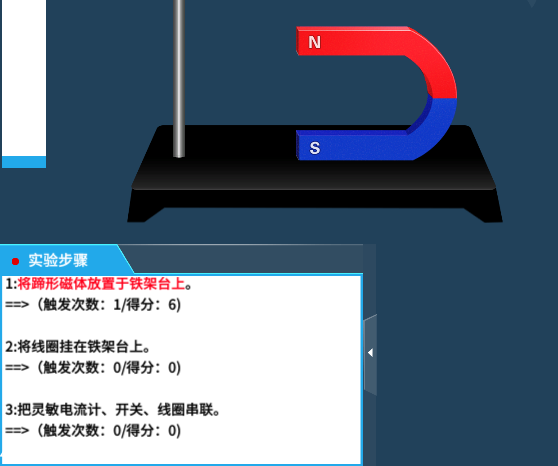 N
S
实验步骤
1:将蹄形磁体放置于铁架台上。
==>（触发次数：1/得分：6)
2:将线圈挂在铁架台上。
==>（触发次数：0/得分：0)
3:把灵敏电流计、开关、线圈串联。
==>（触发次数：0/得分：0)